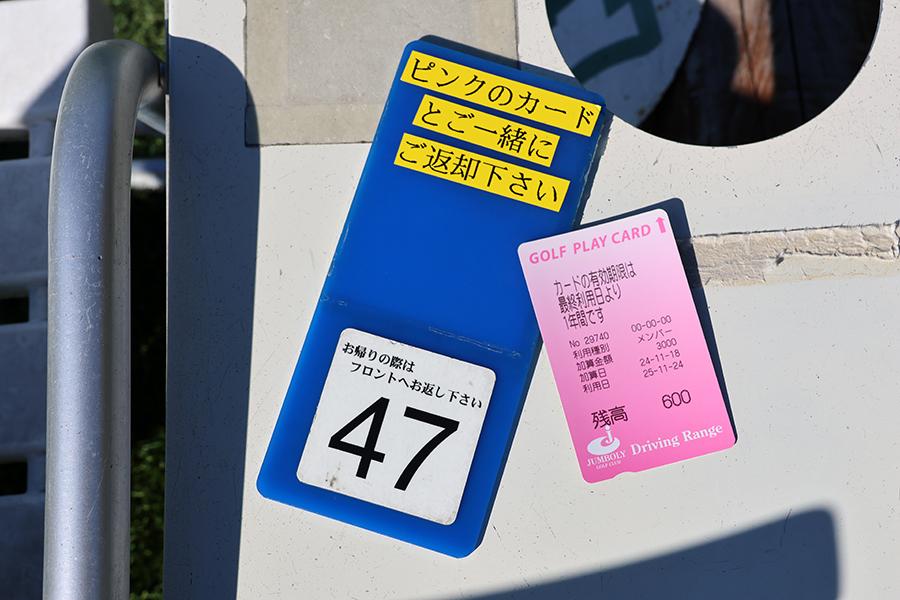 ピンクのカード
とご一緒に
ご返却下さい
お帰りの際は
フロントへお返し下さい
47
GOLF PLAY CARD ↑
カードの有効期限は
最終利用日より
1年間です
No 29740 00-00-00
利用種別 メンバー
加算金額 3000
加算日 24-11-18
利用日 25-11-24
残高 600
JUMBOLY
GOLF CLUB
Driving Range